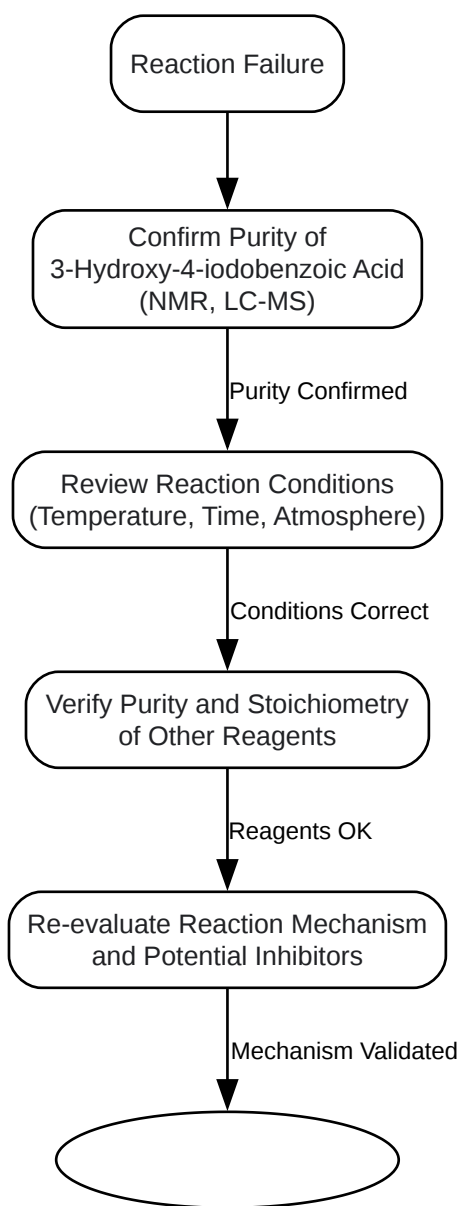 Reaction Failure
Confirm Purity of
3-Hydroxy-4-iodobenzoic Acid
(NMR, LC-MS)
Purity Confirmed
Review Reaction Conditions
(Temperature, Time, Atmosphere)
Conditions Correct
Verify Purity and Stoichiometry
of Other Reagents
Reagents OK
Re-evaluate Reaction Mechanism
and Potential Inhibitors
Mechanism Validated